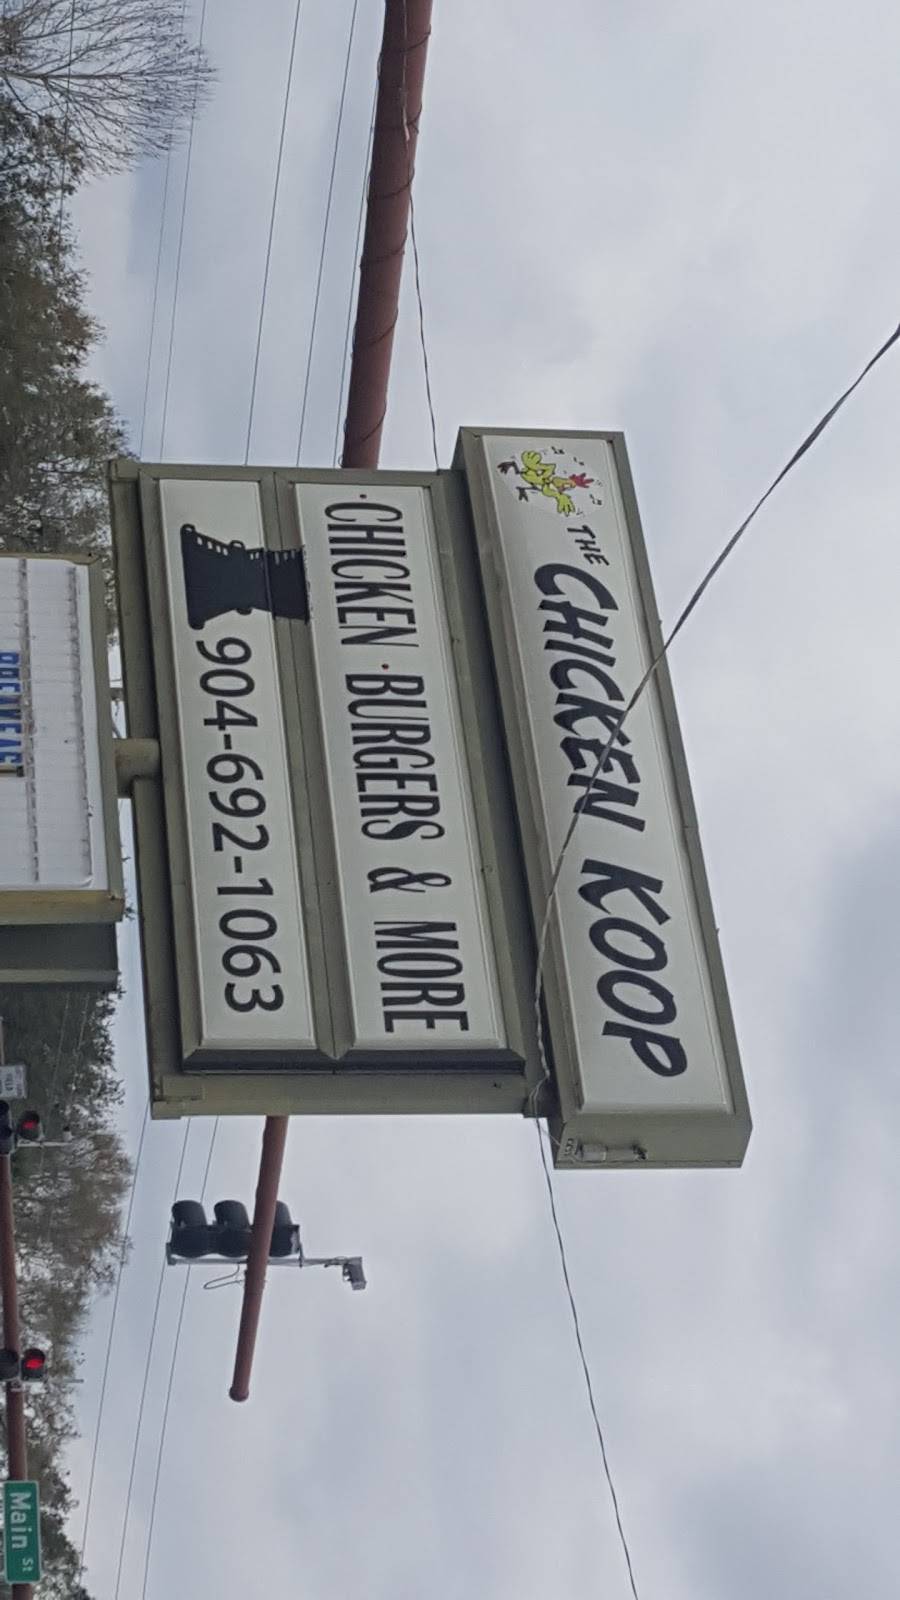 THE CHICKEN KOOP
·CHICKEN ·BURGERS & MORE
904-692-1063
Main St